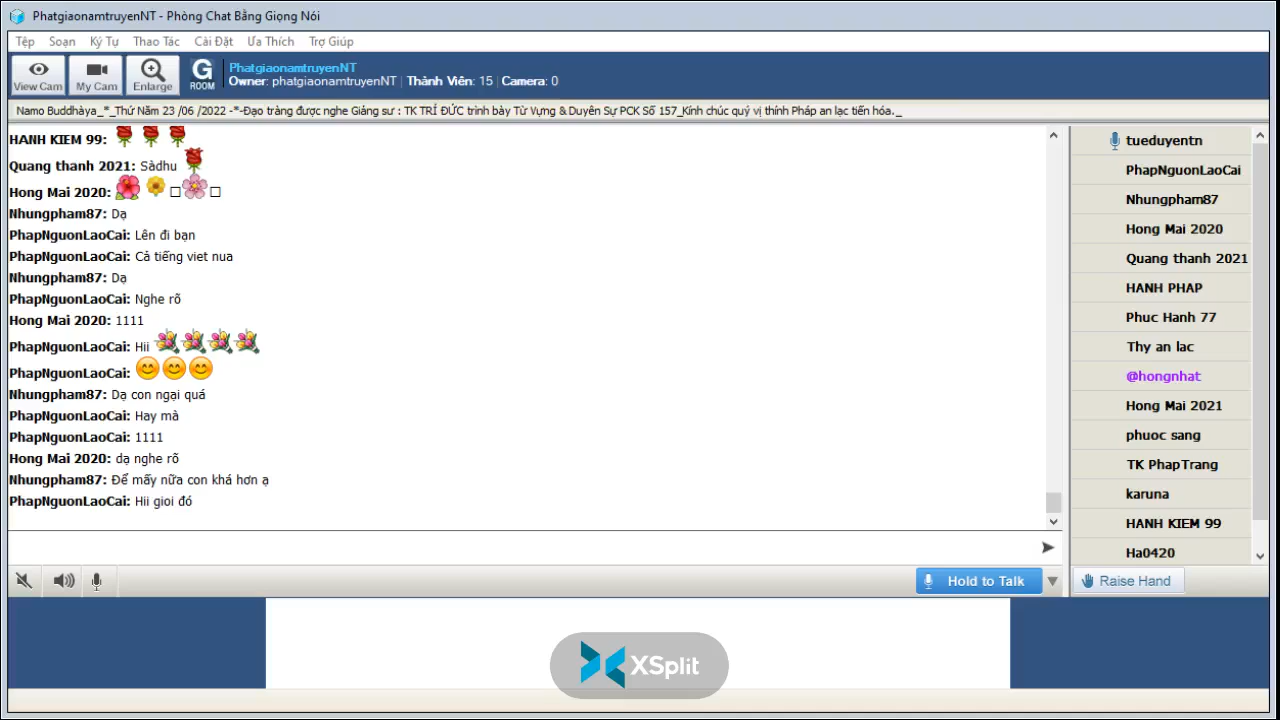 PhatgiaonamtruyenNT - Phòng Chat Bằng Giọng Nói
Tệp Soạn Ký Tự Thao Tác Cài Đặt Ưa Thích Trợ Giúp
View Cam My Cam Enlarge G ROOM
PhatgiaonamtruyenNT
Owner: phatgiaonamtruyenNT | Thành Viên: 15 | Camera: 0
Namo Buddhàya_*_Thứ Năm 23 /06 /2022 -*-Đạo tràng được nghe Giảng sư : TK TRÍ ĐỨC trình bày Từ Vựng & Duyên Sự PCK Số 157_Kính chúc quý vị thính Pháp an lạc tiến hóa._
HANH KIEM 99:
Quang thanh 2021: Sàdhu
Hong Mai 2020:
Nhungpham87: Dạ
PhapNguonLaoCai: Lên đi bạn
PhapNguonLaoCai: Cả tiếng viet nua
Nhungpham87: Dạ
PhapNguonLaoCai: Nghe rõ
Hong Mai 2020: 1111
PhapNguonLaoCai: Hii
PhapNguonLaoCai:
Nhungpham87: Dạ con ngại quá
PhapNguonLaoCai: Hay mà
PhapNguonLaoCai: 1111
Hong Mai 2020: dạ nghe rõ
Nhungpham87: Để mấy nữa con khá hơn ạ
PhapNguonLaoCai: Hii gioi đó
tueduyentn
PhapNguonLaoCai
Nhungpham87
Hong Mai 2020
Quang thanh 2021
HANH PHAP
Phuc Hanh 77
Thy an lac
@hongnhat
Hong Mai 2021
phuoc sang
TK PhapTrang
karuna
HANH KIEM 99
Ha0420
Hold to Talk
Raise Hand
XSplit